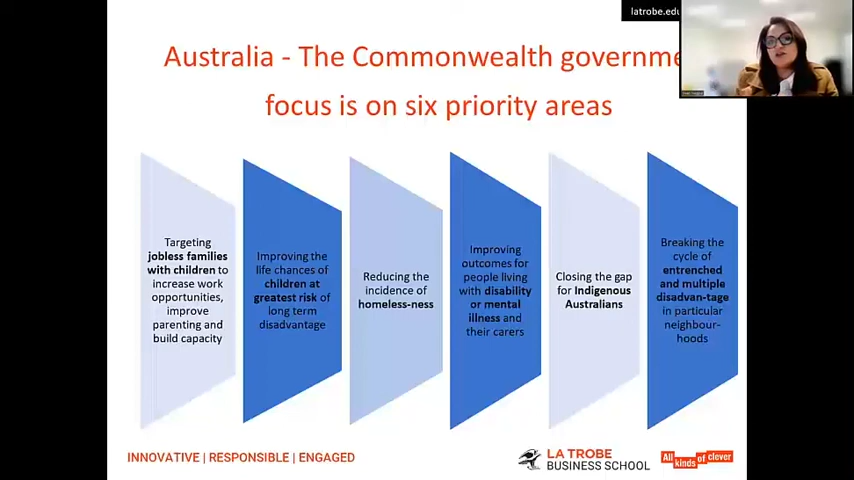 latrobe.edu
Australia - The Commonwealth governme
focus is on six priority areas
Targeting
jobless families
with children to
increase work
opportunities,
improve
parenting and
build capacity
Improving the
life chances of
children at
greatest risk of
long term
disadvantage
Reducing the
incidence of
homeless-ness
Improving
outcomes for
people living
with disability
or mental
illness and
their carers
Closing the gap
for Indigenous
Australians
Breaking the
cycle of
entrenched
and multiple
disadvan-tage
in particular
neighbour-
hoods
INNOVATIVE | RESPONSIBLE | ENGAGED
LA TROBE
BUSINESS SCHOOL
All kinds of clever